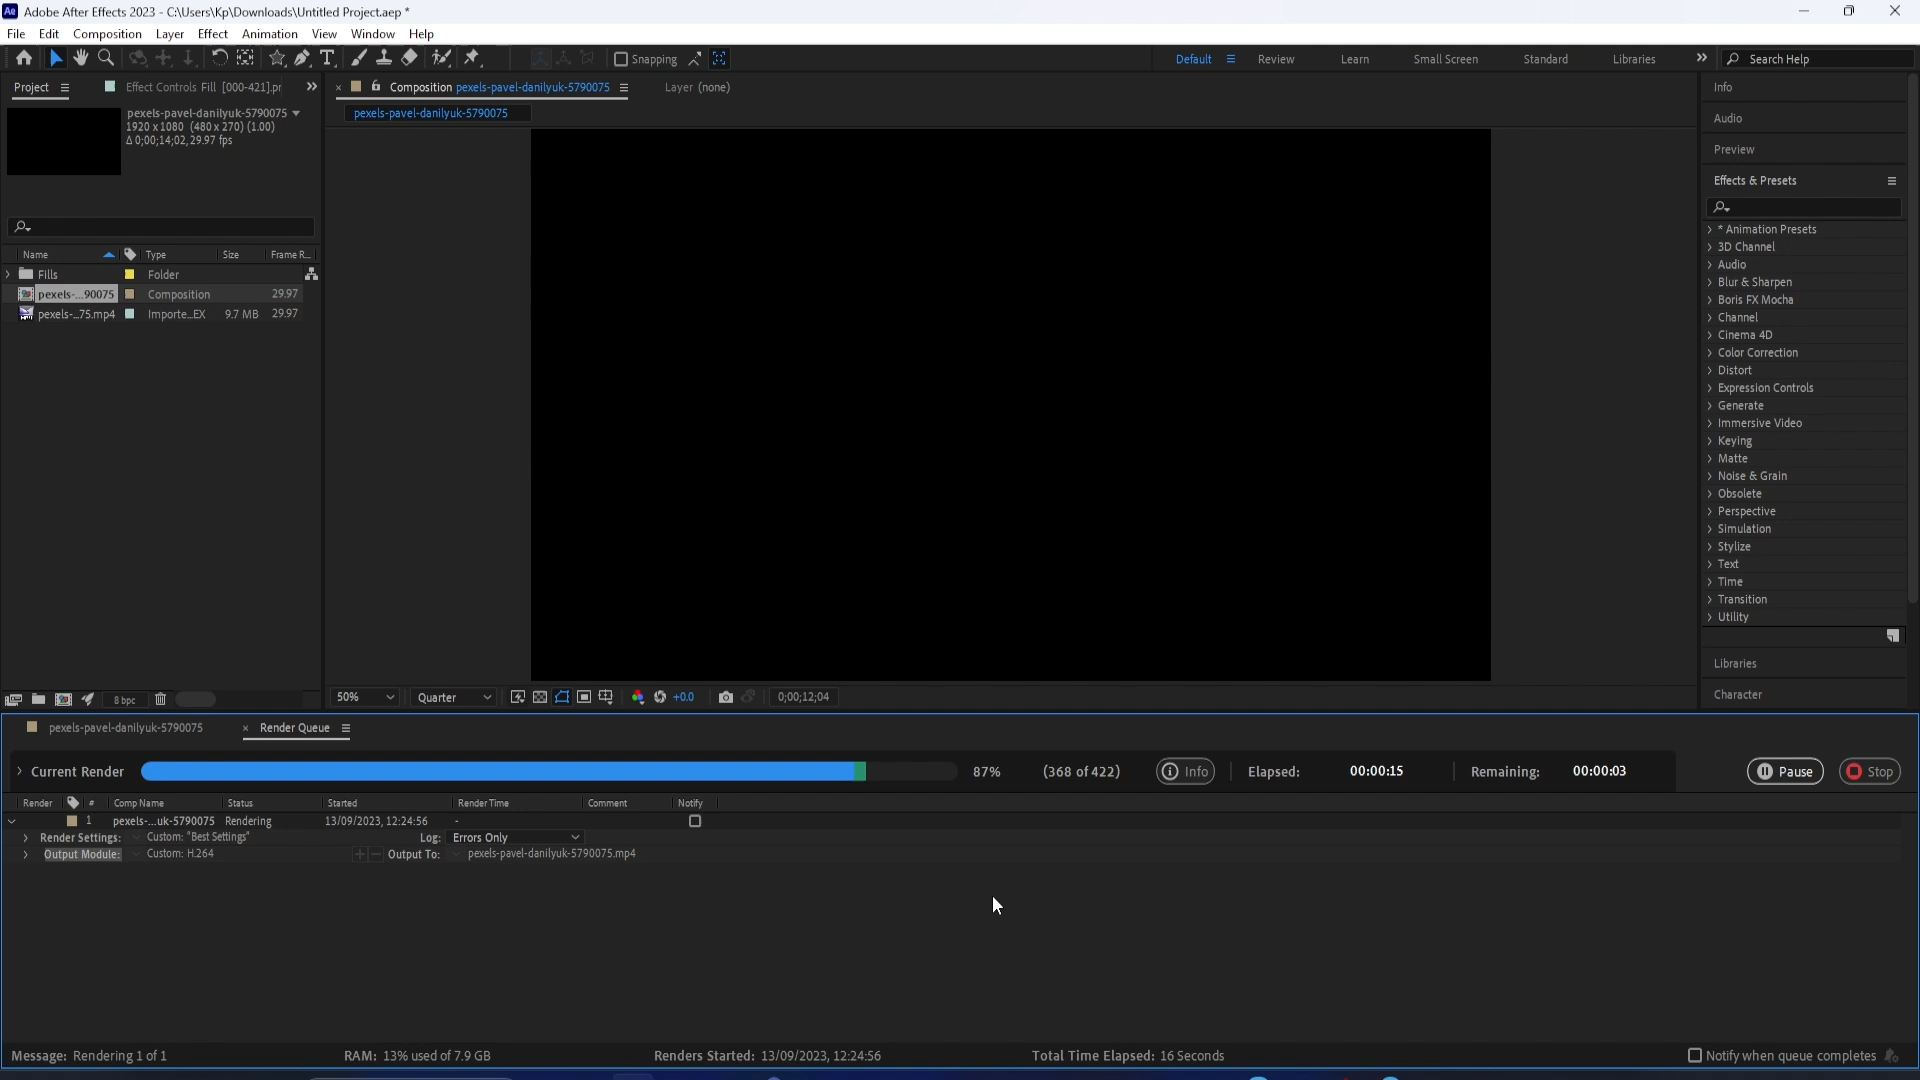 Ae Adobe After Effects 2023 - C:\Users\Kp\Downloads\Untitled Project.aep *
File Edit Composition Layer Effect Animation View Window Help
Snapping Default Review Learn Small Screen Standard Libraries Search Help
Project Effect Controls Fill [000-421].pr Composition pexels-pavel-danilyuk-5790075 Layer (none)
pexels-pavel-danilyuk-5790075
1920 x 1080 (480 x 270) (1.00)
Δ 0;00;14;02, 29.97 fps
Name Type Size Frame R...
Fills Folder
pexels-...90075 Composition 29.97
pexels-...75.mp4 Importe...EX 9.7 MB 29.97
8 bpc
pexels-pavel-danilyuk-5790075
50% Quarter +0.0 0;00;12;04
Info
Audio
Preview
Effects & Presets
* Animation Presets
3D Channel
Audio
Blur & Sharpen
Boris FX Mocha
Channel
Cinema 4D
Color Correction
Distort
Expression Controls
Generate
Immersive Video
Keying
Matte
Noise & Grain
Obsolete
Perspective
Simulation
Stylize
Text
Time
Transition
Utility
Libraries
Character
pexels-pavel-danilyuk-5790075 Render Queue
Current Render 87% (368 of 422) Info Elapsed: 00:00:15 Remaining: 00:00:03 Pause Stop
Render # Comp Name Status Started Render Time Comment Notify
1 pexels-...uk-5790075 Rendering 13/09/2023, 12:24:56 -
Render Settings: Custom: "Best Settings" Log: Errors Only
Output Module: Custom: H.264 Output To: pexels-pavel-danilyuk-5790075.mp4
Message: Rendering 1 of 1 RAM: 13% used of 7.9 GB Renders Started: 13/09/2023, 12:24:56 Total Time Elapsed: 16 Seconds Notify when queue completes